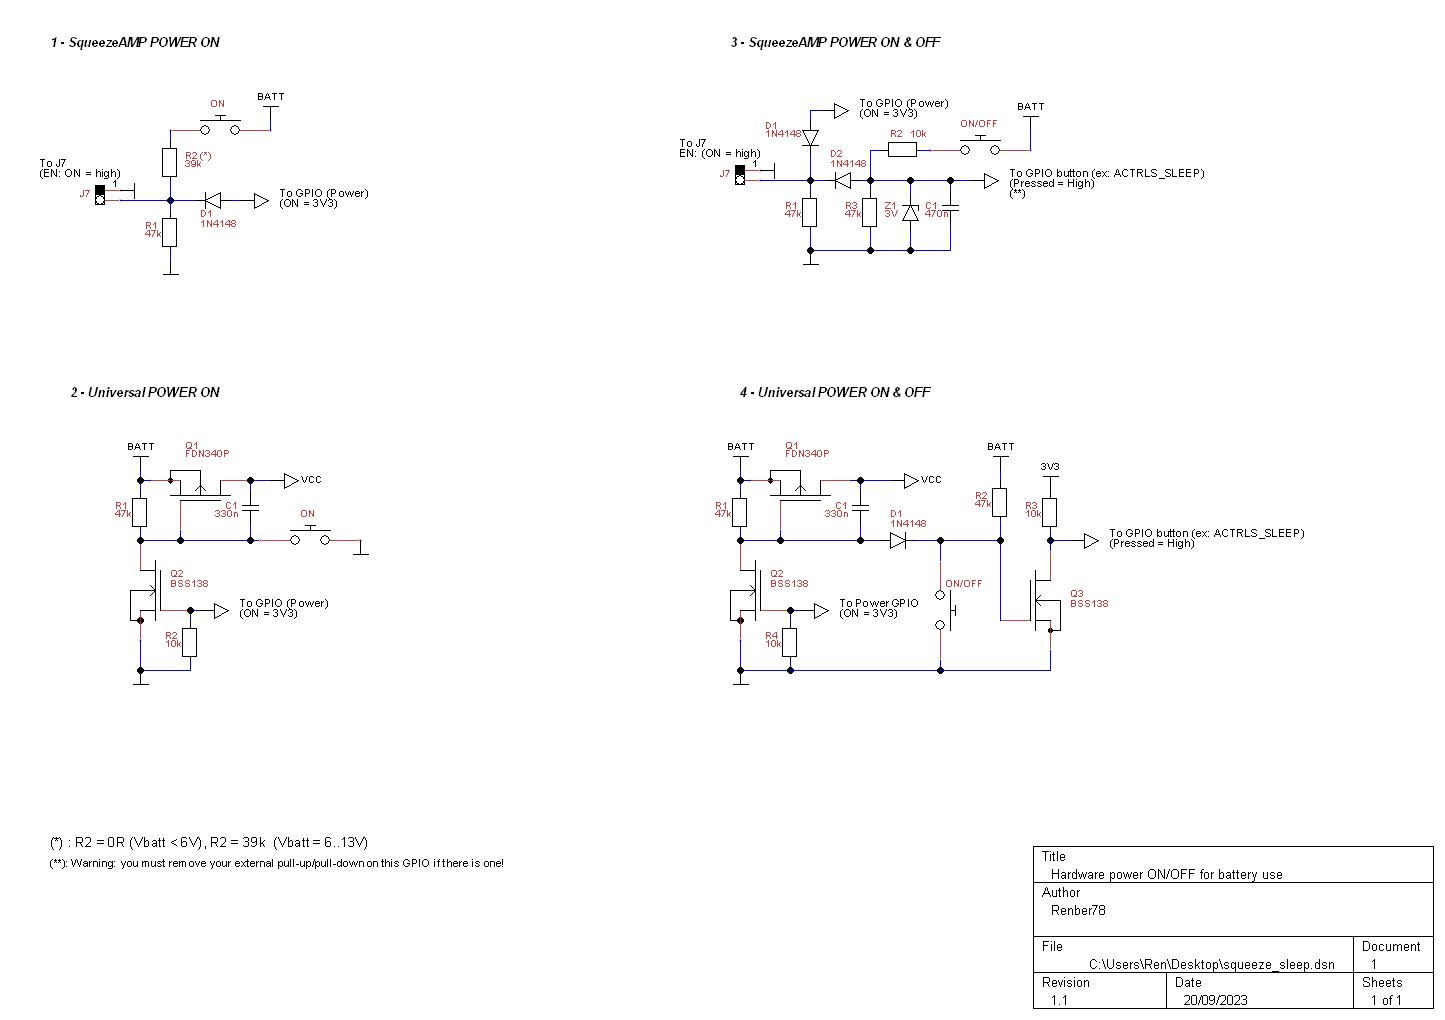 1 - SqueezeAMP POWER ON
ON
BATT
R2 (*)
39k
To J7
(EN: ON = high)
1
J7
To GPIO (Power)
(ON = 3V3)
D1
1N4148
R1
47k
3 - SqueezeAMP POWER ON & OFF
To GPIO (Power)
(ON = 3V3)
BATT
D1
1N4148
R2 10k
ON/OFF
To J7
EN: (ON = high)
1
J7
D2
1N4148
To GPIO button (ex: ACTRLS_SLEEP)
(Pressed = High)
(**)
R1
47k
R3
47k
Z1
3V
C1
470n
2 - Universal POWER ON
BATT
Q1
FDN340P
VCC
R1
47k
C1
330n
ON
Q2
BSS138
To GPIO (Power)
(ON = 3V3)
R2
10k
4 - Universal POWER ON & OFF
BATT
Q1
FDN340P
VCC
BATT
3V3
R1
47k
C1
330n
D1
1N4148
R2
47k
R3
10k
To GPIO button (ex: ACTRLS_SLEEP)
(Pressed = High)
Q2
BSS138
ON/OFF
Q3
BSS138
To Power GPIO
(ON = 3V3)
R4
10k
(*) : R2 = 0R (Vbatt < 6V), R2 = 39k (Vbatt = 6..13V)
(**): Warning: you must remove your external pull-up/pull-down on this GPIO if there is one!
Title
Hardware power ON/OFF for battery use
Author
Renber78
File
C:\Users\Ren\Desktop\squeeze_sleep.dsn
Document
1
Revision
1.1
Date
20/09/2023
Sheets
1 of 1